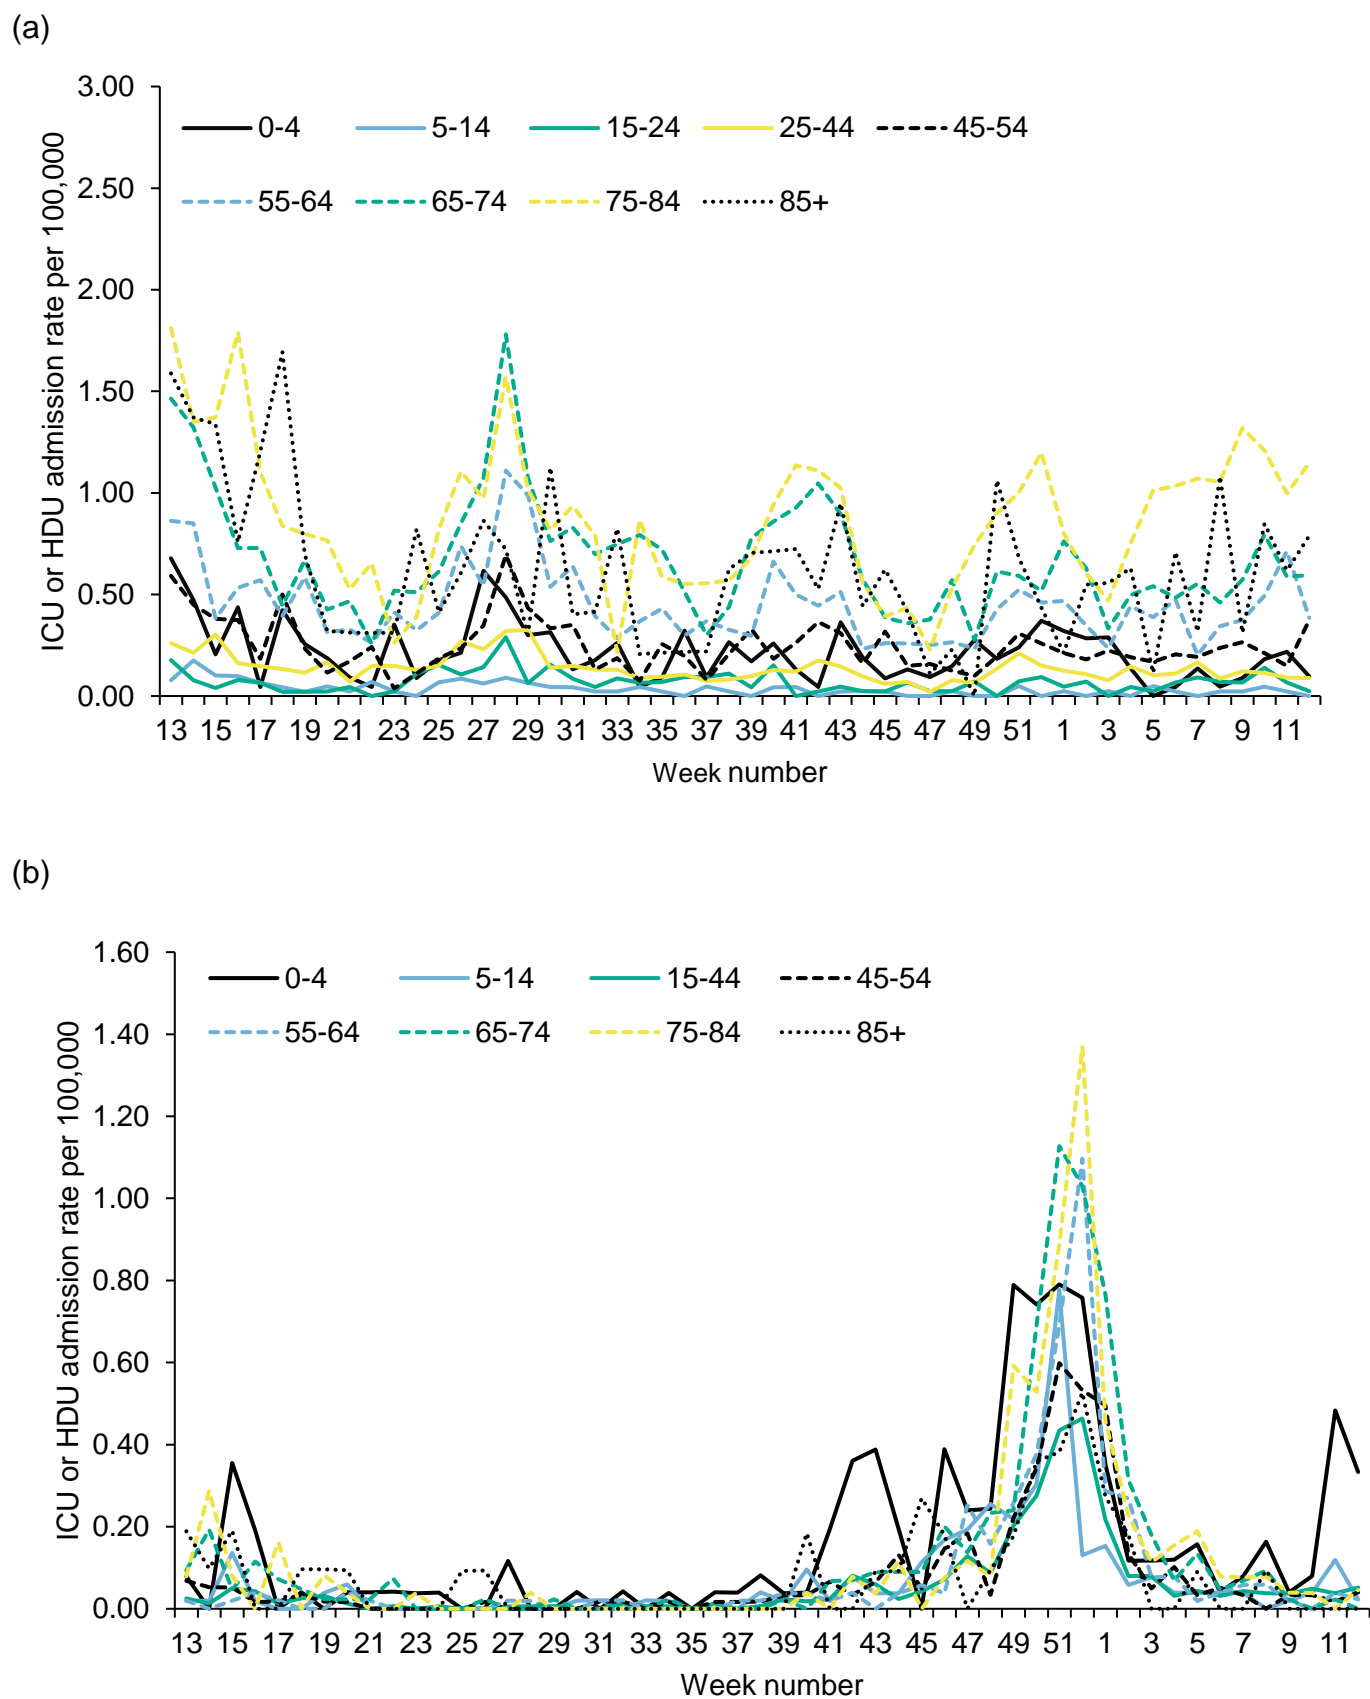 (a)
ICU or HDU admission rate per 100,000
3.00
2.50
2.00
1.50
1.00
0.50
0.00
0-4 5-14 15-24 25-44 45-54
55-64 65-74 75-84 85+
13 15 17 19 21 23 25 27 29 31 33 35 37 39 41 43 45 47 49 51 1 3 5 7 9 11
Week number
(b)
ICU or HDU admission rate per 100,000
1.60
1.40
1.20
1.00
0.80
0.60
0.40
0.20
0.00
0-4 5-14 15-44 45-54
55-64 65-74 75-84 85+
13 15 17 19 21 23 25 27 29 31 33 35 37 39 41 43 45 47 49 51 1 3 5 7 9 11
Week number